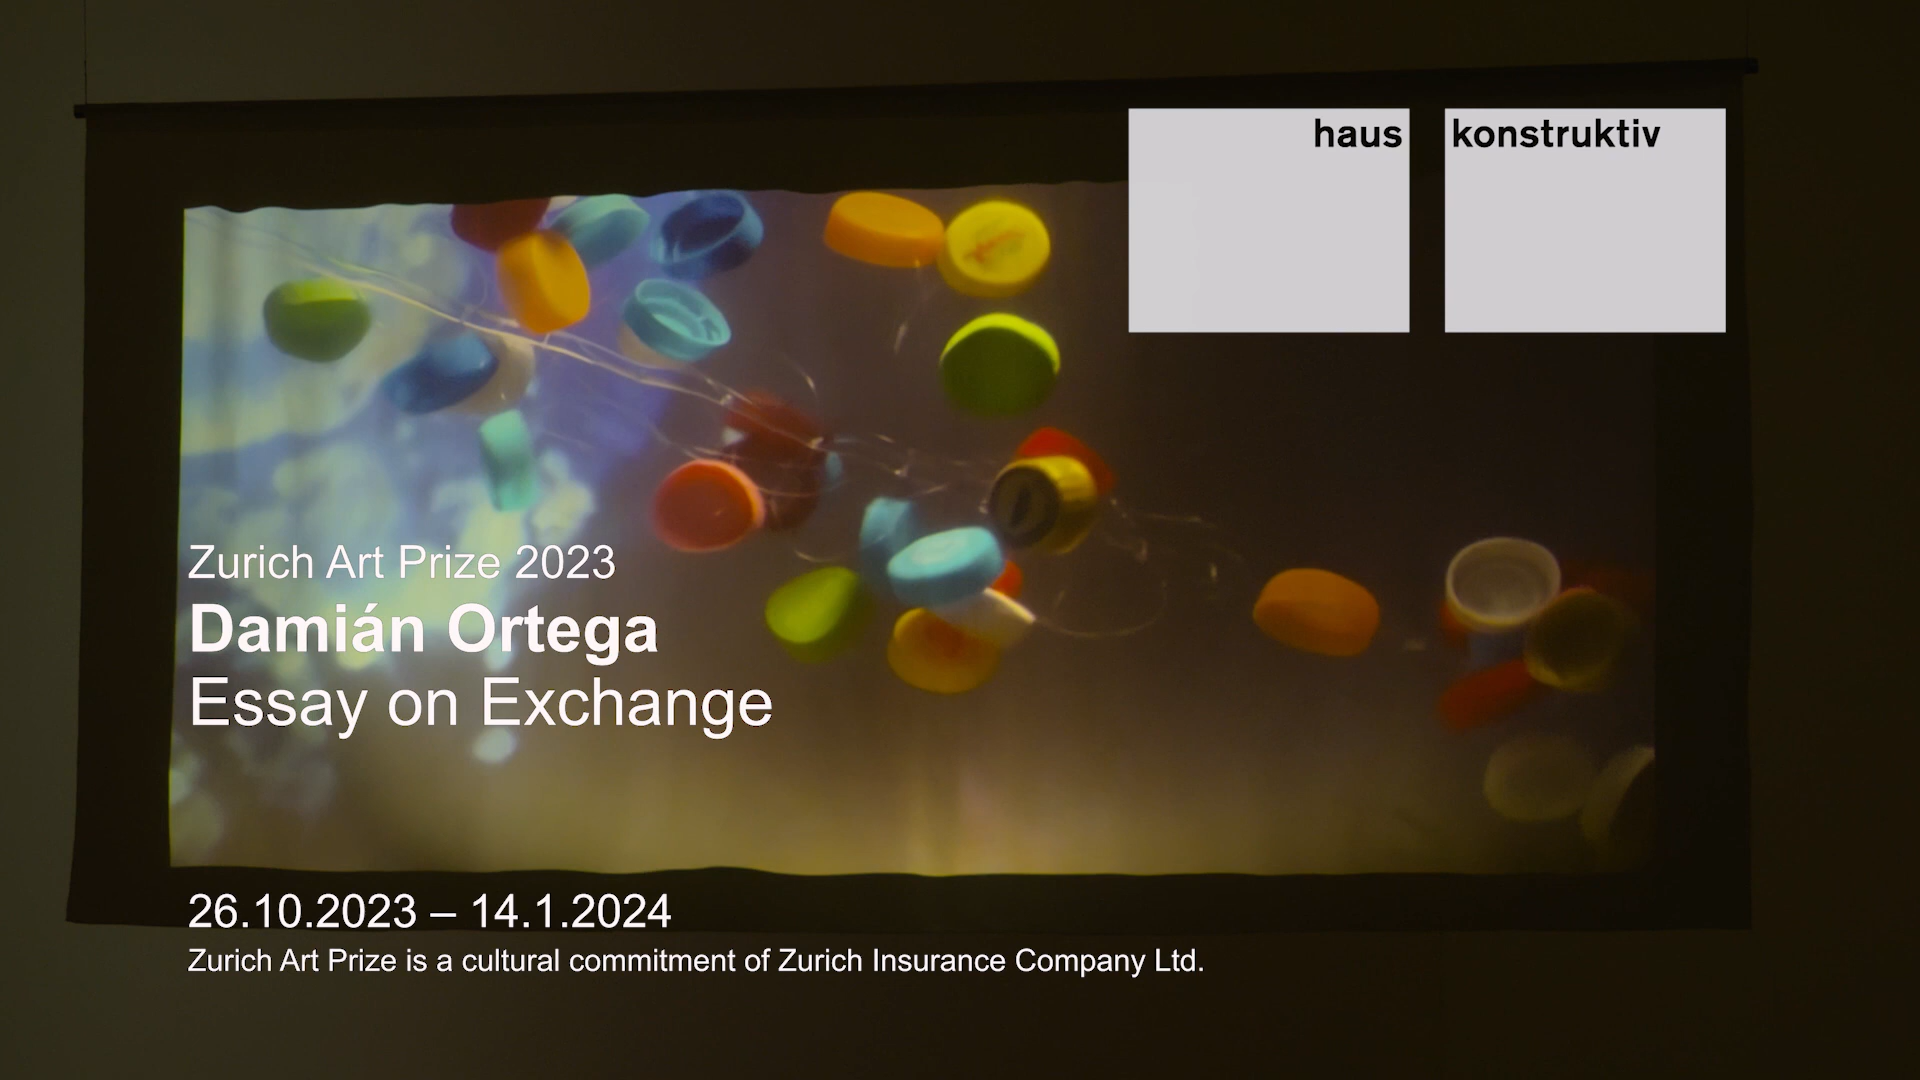 haus konstruktiv
Zurich Art Prize 2023
Damián Ortega
Essay on Exchange
26.10.2023 – 14.1.2024
Zurich Art Prize is a cultural commitment of Zurich Insurance Company Ltd.